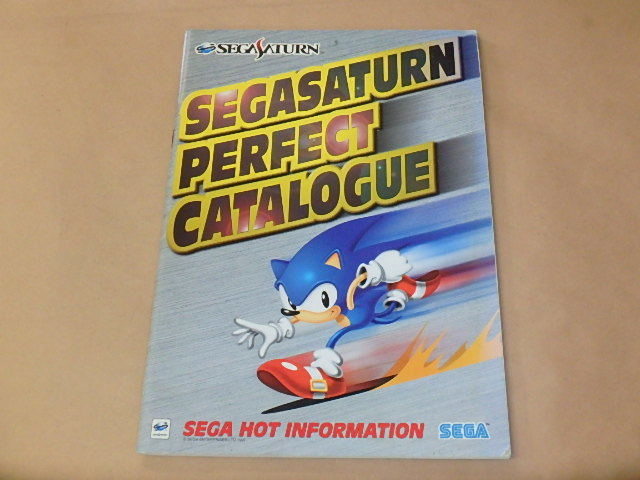 SEGASATURN
SEGASATURN
PERFECT
CATALOGUE
SEGA HOT INFORMATION
SEGA